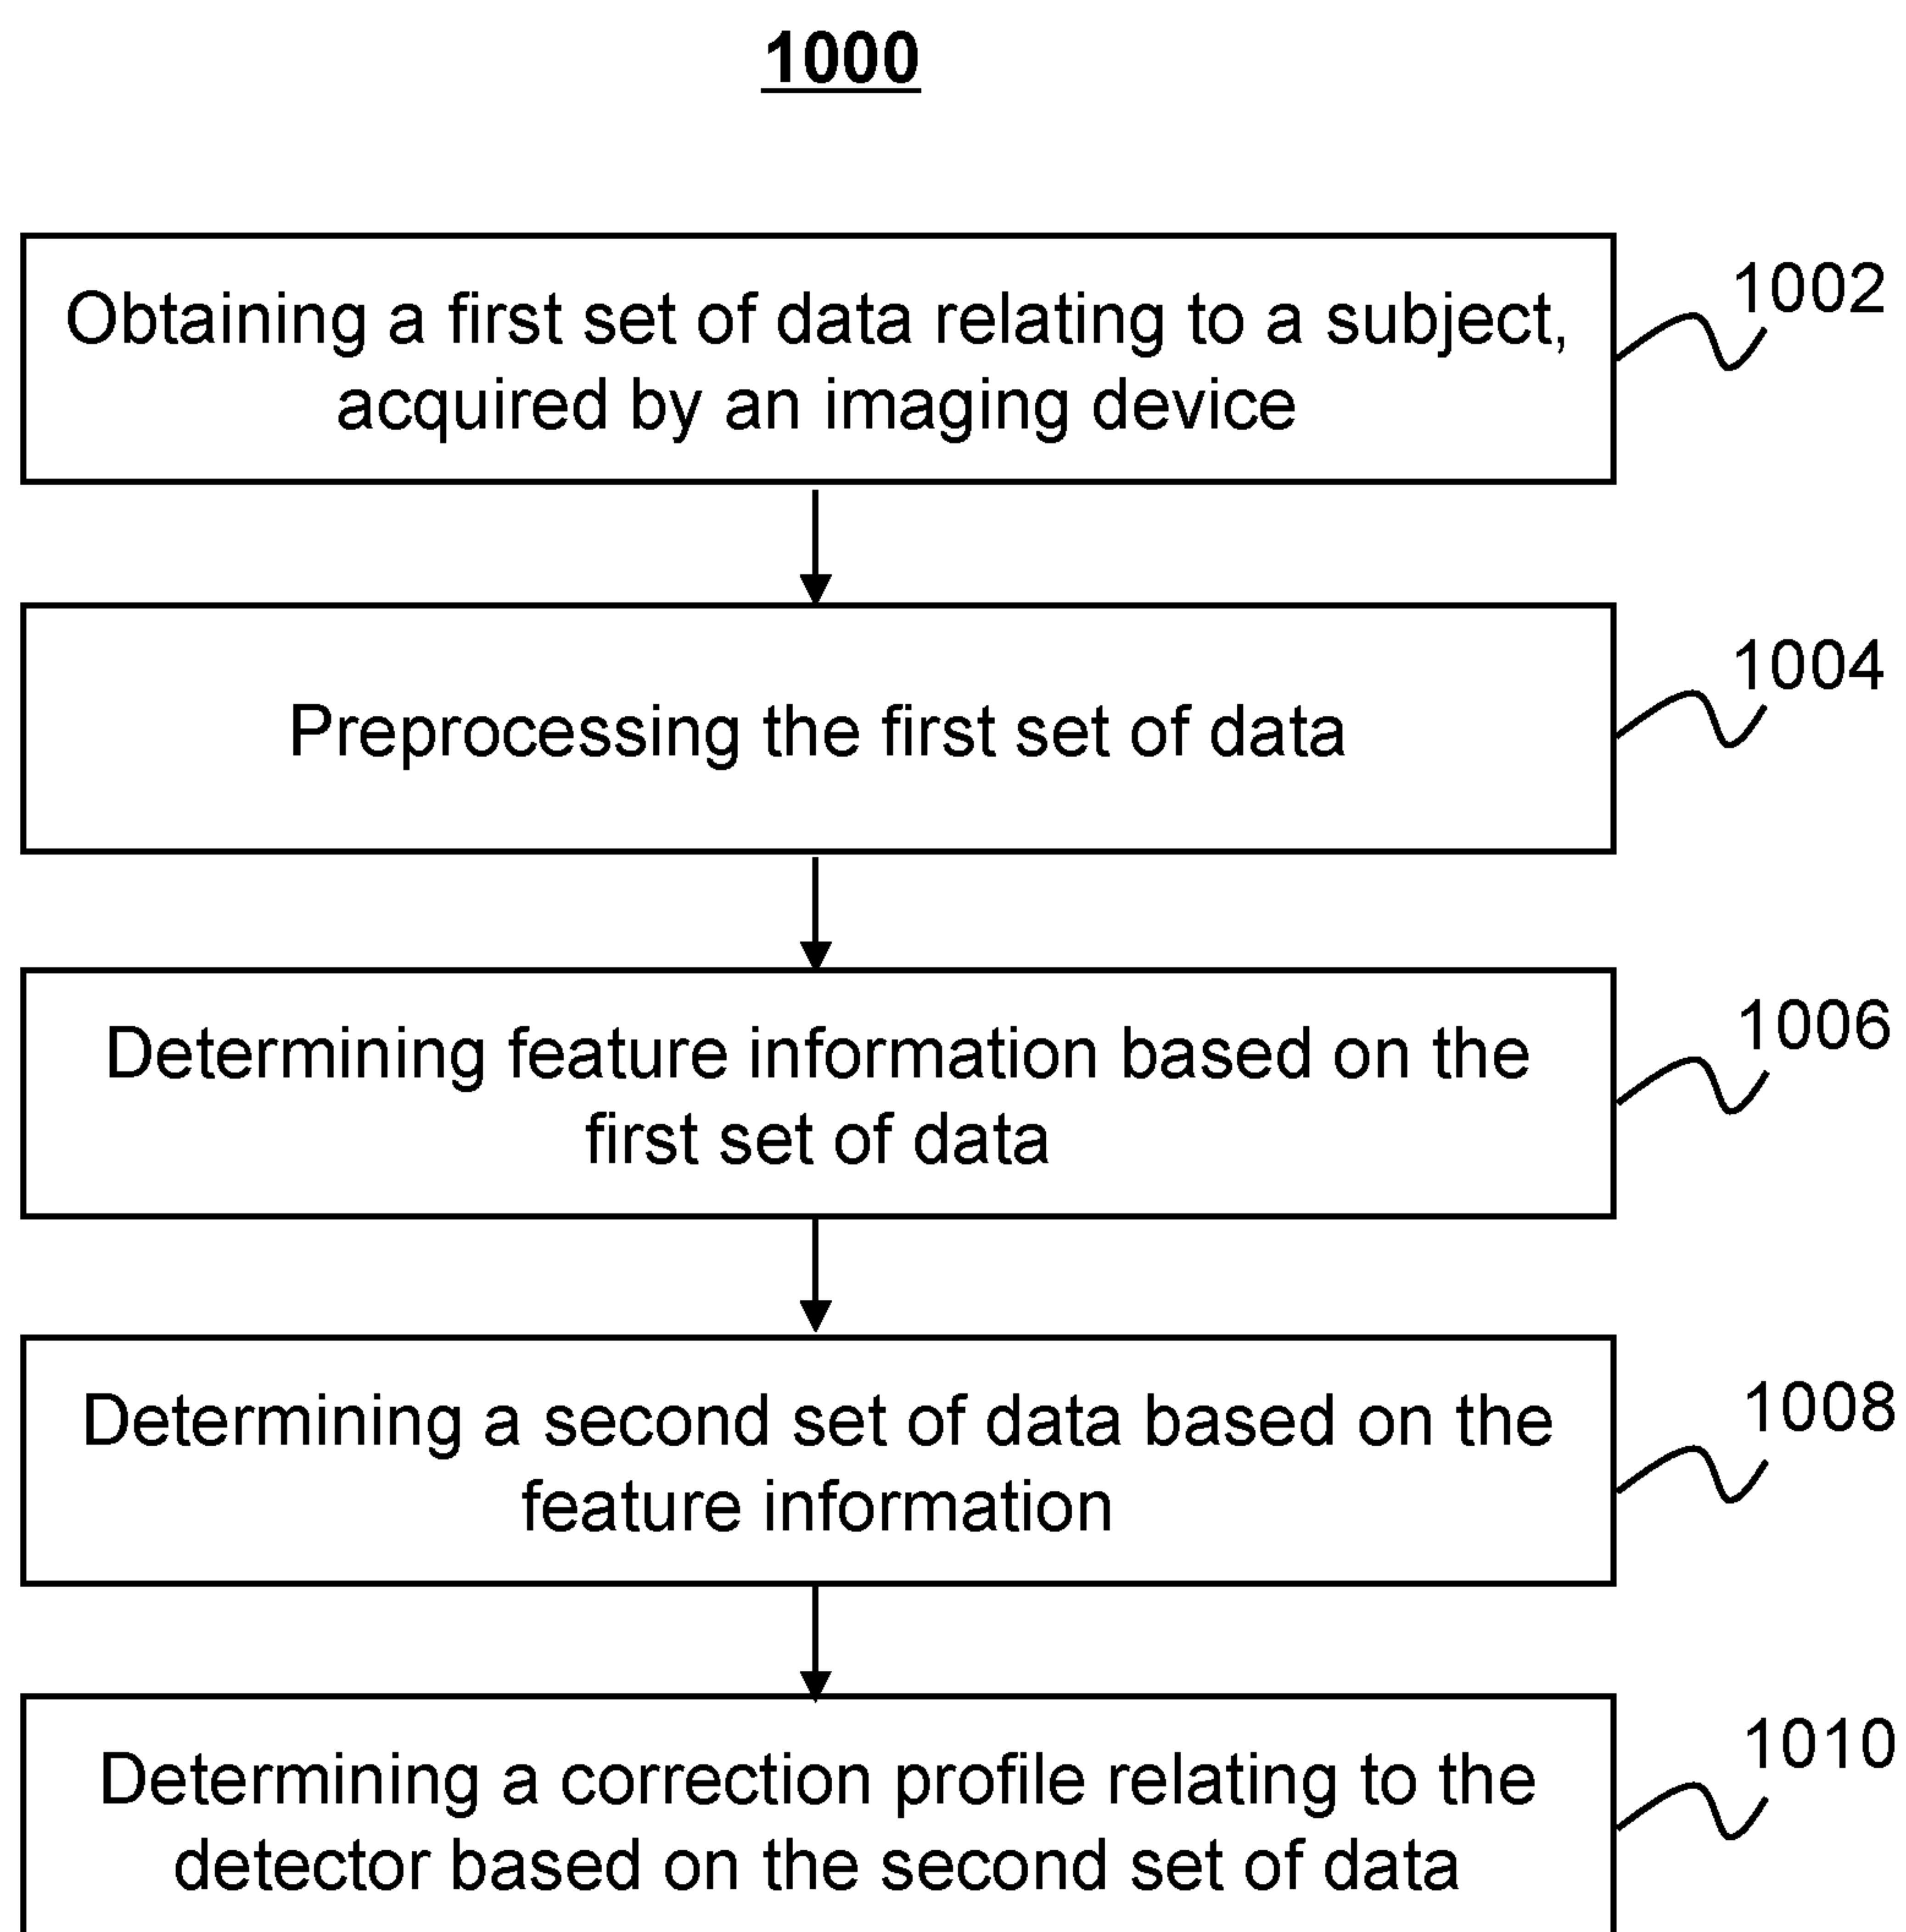 1000
Obtaining a first set of data relating to a subject,
acquired by an imaging device
1002
Preprocessing the first set of data
1004
Determining feature information based on the
first set of data
1006
Determining a second set of data based on the
feature information
1008
Determining a correction profile relating to the
detector based on the second set of data
1010